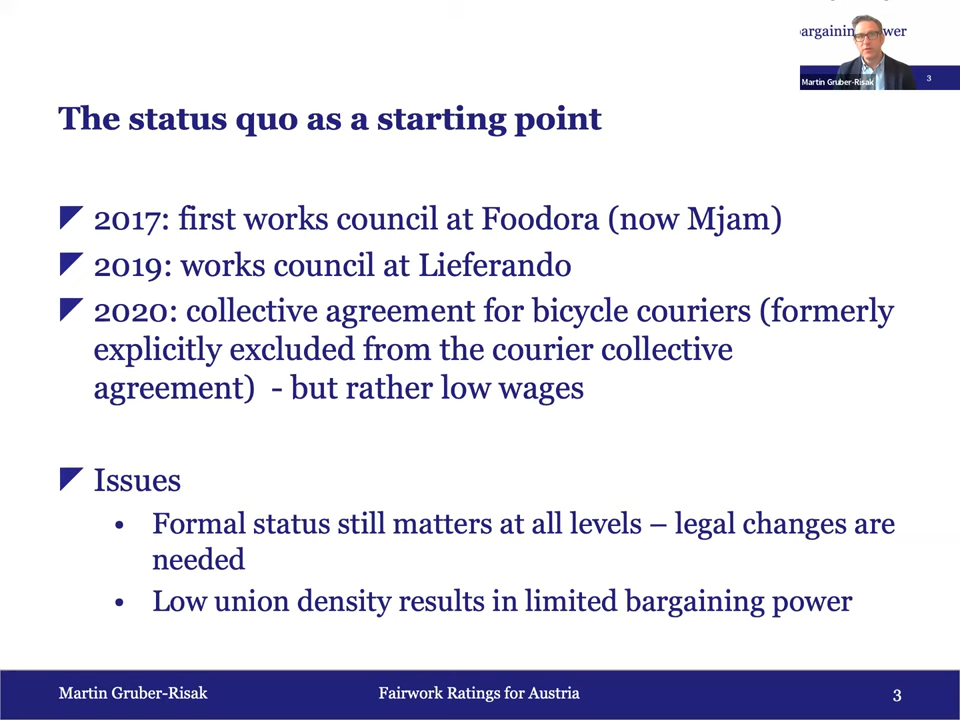 bargaining power
Martin Gruber-Risak
3
The status quo as a starting point
2017: first works council at Foodora (now Mjam)
2019: works council at Lieferando
2020: collective agreement for bicycle couriers (formerly
explicitly excluded from the courier collective
agreement)  - but rather low wages
Issues
• Formal status still matters at all levels – legal changes are
needed
• Low union density results in limited bargaining power
Martin Gruber-Risak
Fairwork Ratings for Austria
3